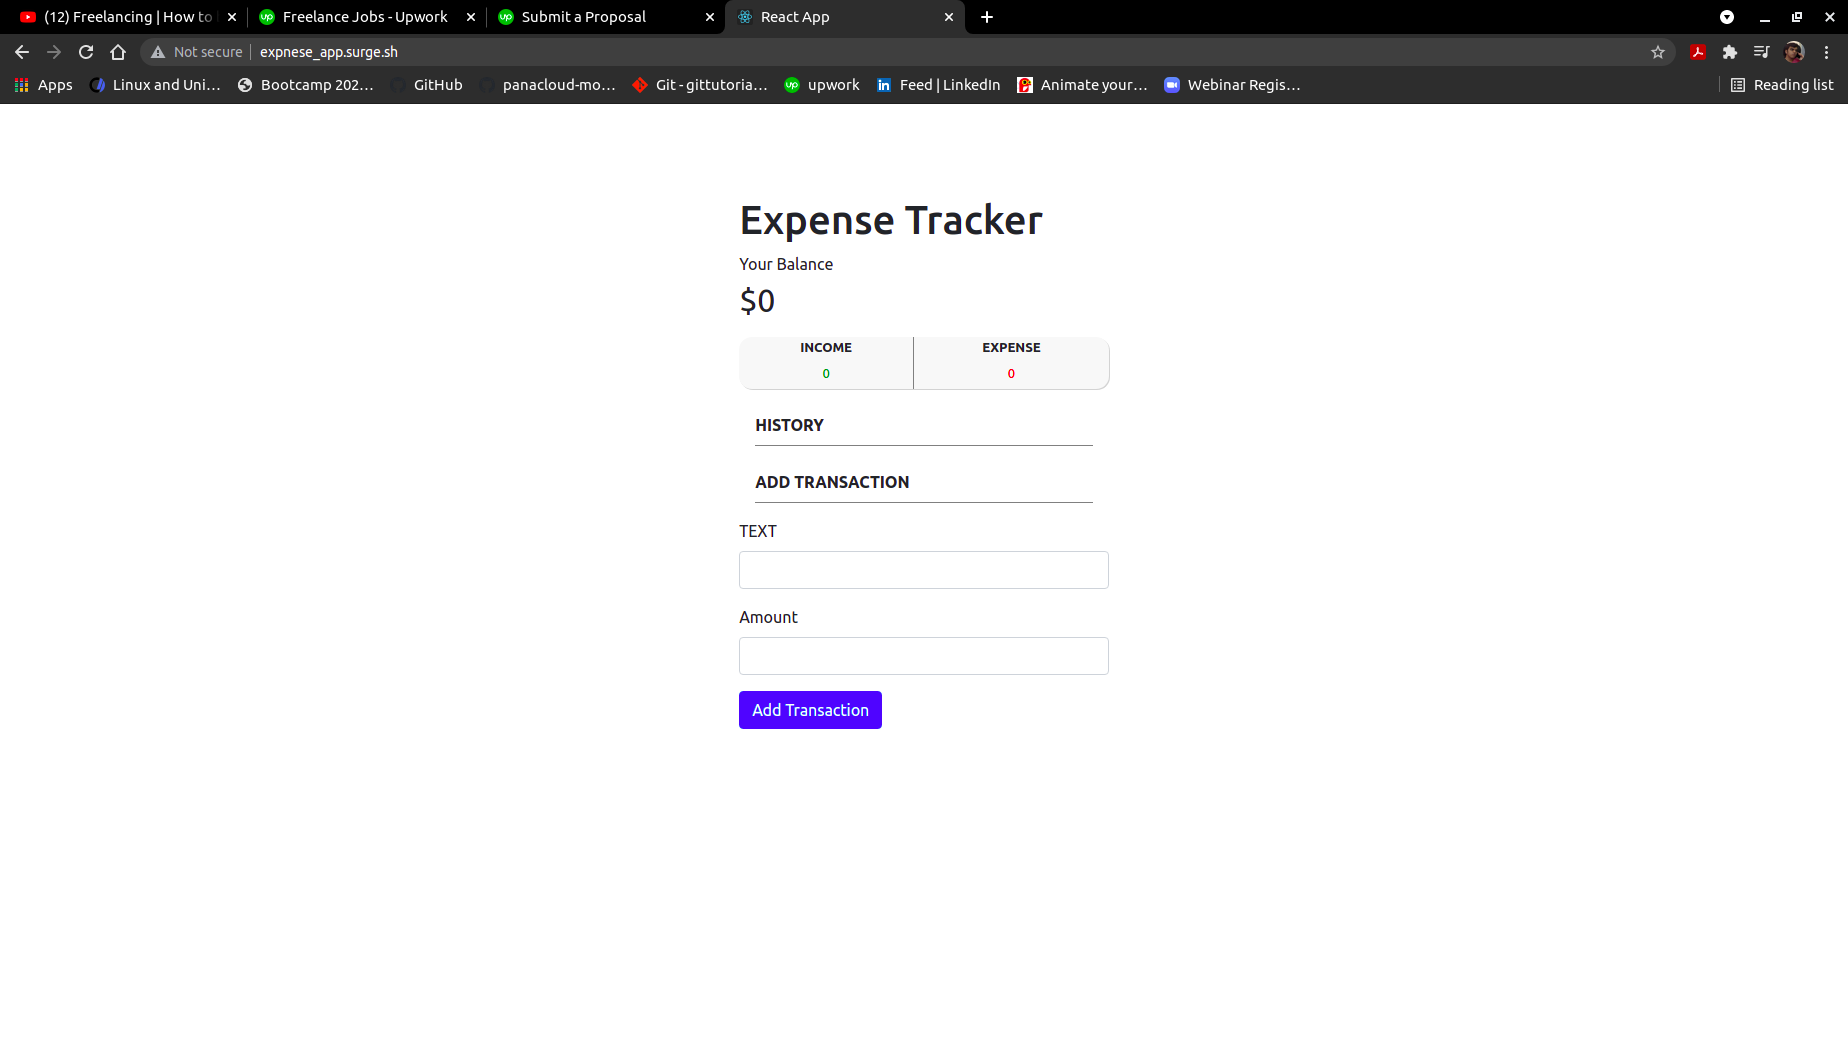 (12) Freelancing | How to
Freelance Jobs - Upwork
Submit a Proposal
React App
Not secure
expnese_app.surge.sh
Apps
Linux and Uni…
Bootcamp 202…
GitHub
panacloud-mo…
Git - gittutoria…
upwork
Feed | LinkedIn
Animate your…
Webinar Regis…
Reading list
Expense Tracker
Your Balance
$0
INCOME
0
EXPENSE
0
HISTORY
ADD TRANSACTION
TEXT
Amount
Add Transaction